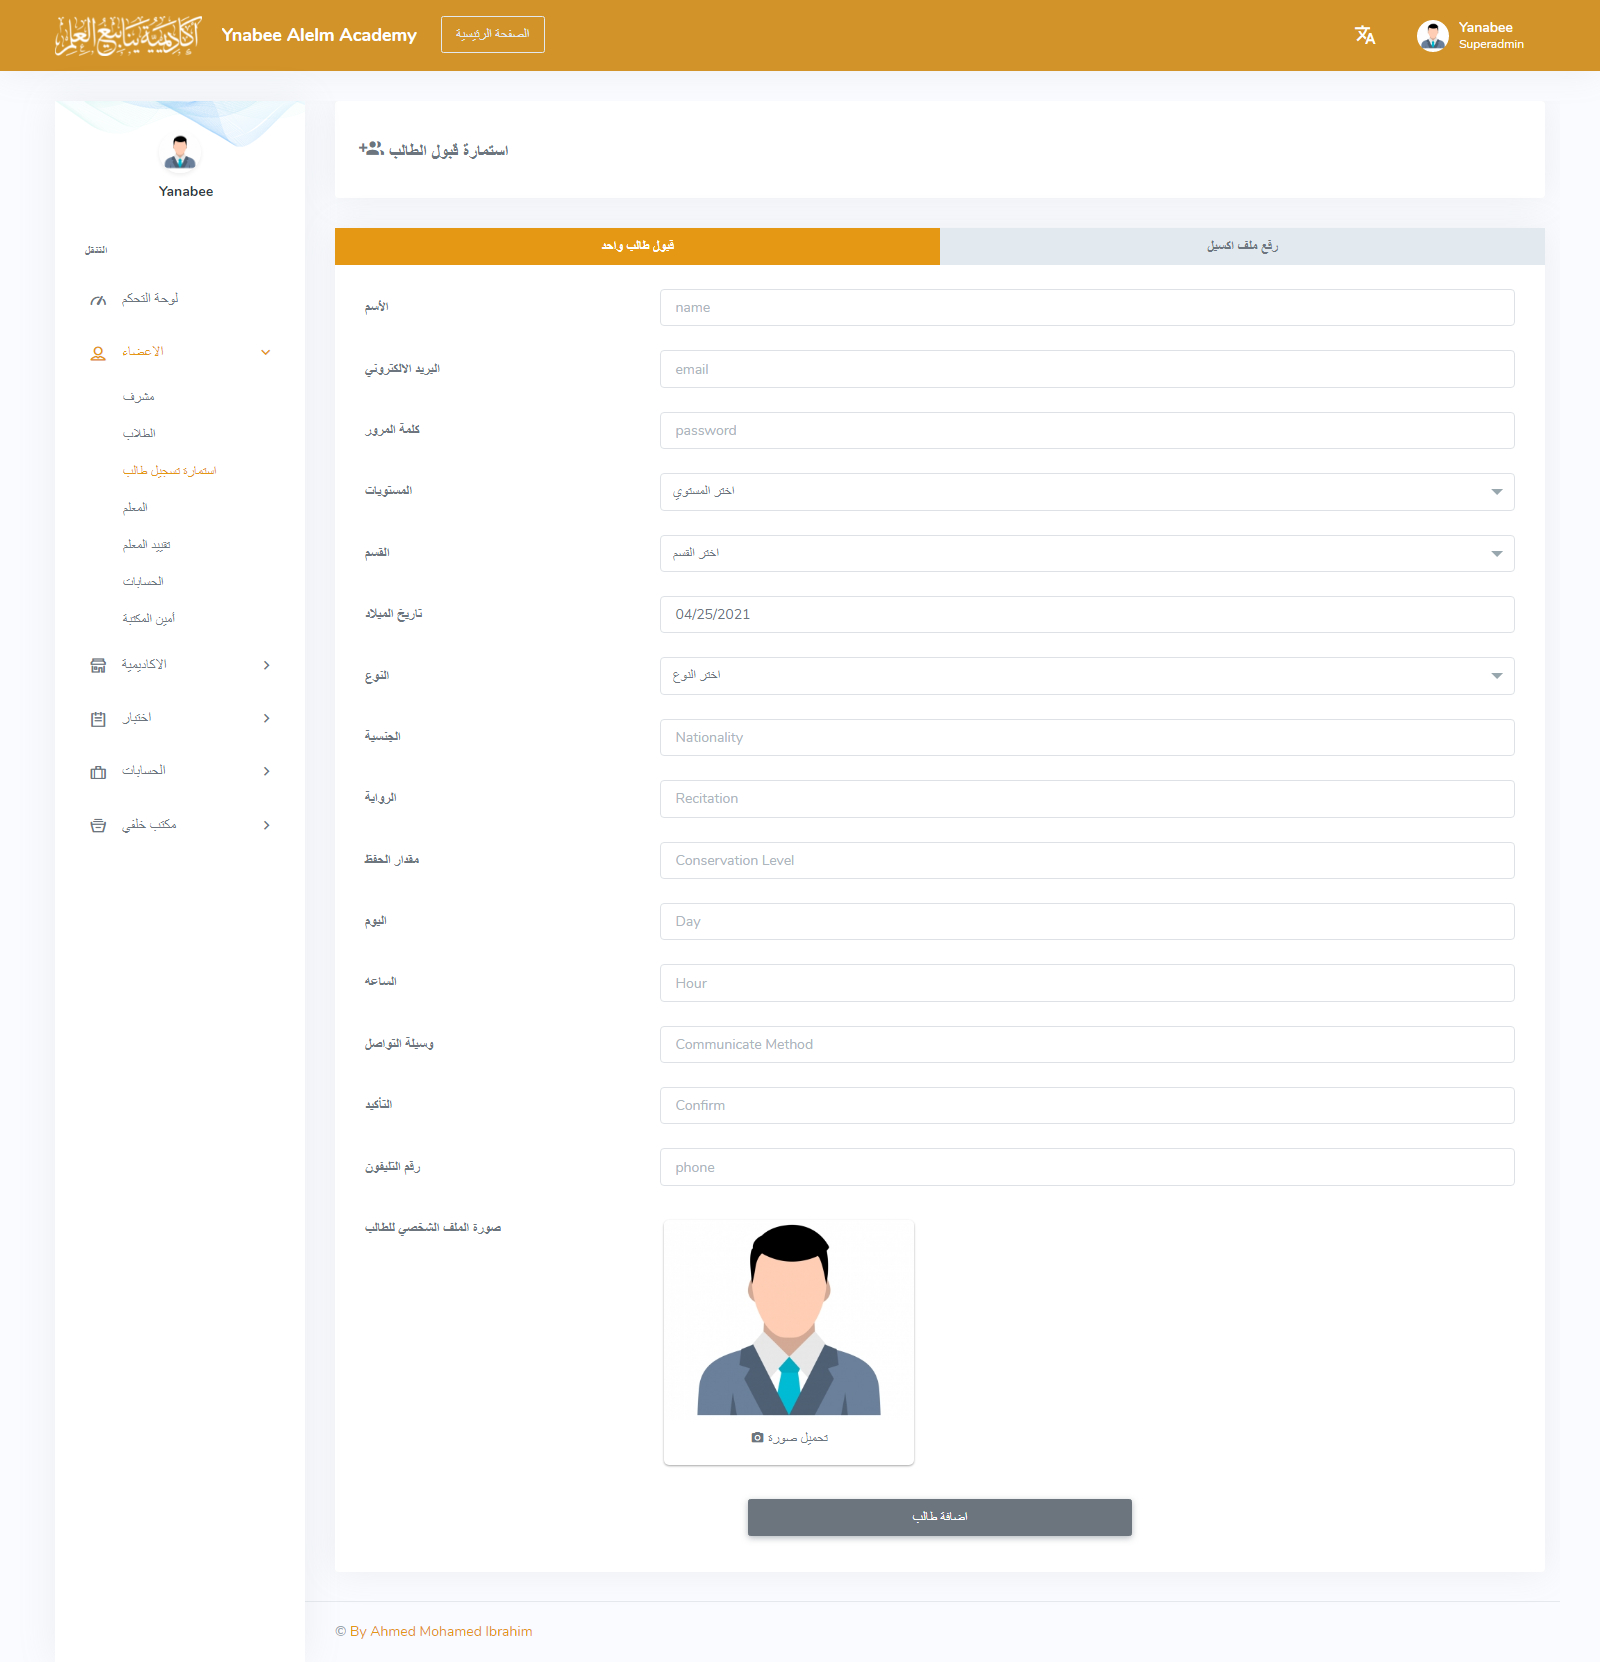 أكاديمية ينابيع العلم
Ynabee Alelm Academy
الصفحة الرئيسية
Yanabee
Superadmin
Yanabee
التنقل
لوحة التحكم
الاعضاء
مشرف
الطلاب
استمارة تسجيل طالب
المعلم
تقييد المعلم
الحسابات
أمين المكتبة
الاكاديمية
اختبار
الحسابات
مكتب خلفي
استمارة قبول الطالب
قبول طالب واحد
رفع ملف اكسيل
الأسم
name
البريد الالكتروني
email
كلمة المرور
password
المستويات
اختر المستوي
القسم
اختر القسم
تاريخ الميلاد
04/25/2021
النوع
اختر النوع
الجنسية
Nationality
الرواية
Recitation
مقدار الحفظ
Conservation Level
اليوم
Day
الساعه
Hour
وسيلة التواصل
Communicate Method
التأكيد
Confirm
رقم التليفون
phone
صورة الملف الشخصي للطالب
تحميل صورة
اضافة طالب
© By Ahmed Mohamed Ibrahim